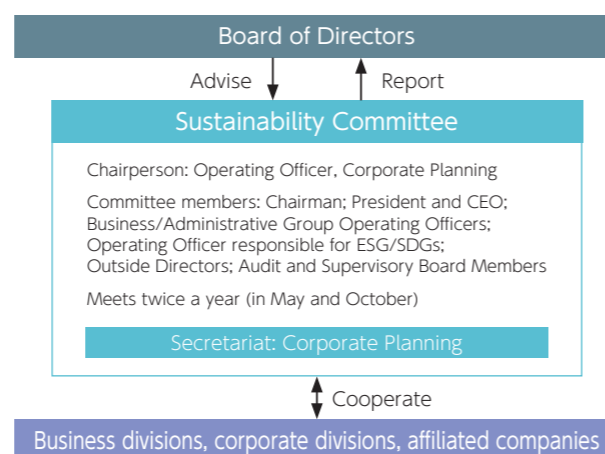 Board of Directors
Advise
Report
Sustainability Committee
Chairperson: Operating Officer, Corporate Planning
Committee members: Chairman; President and CEO;
Business/Administrative Group Operating Officers;
Operating Officer responsible for ESG/SDGs;
Outside Directors; Audit and Supervisory Board Members
Meets twice a year (in May and October)
Secretariat: Corporate Planning
Cooperate
Business divisions, corporate divisions, affiliated companies